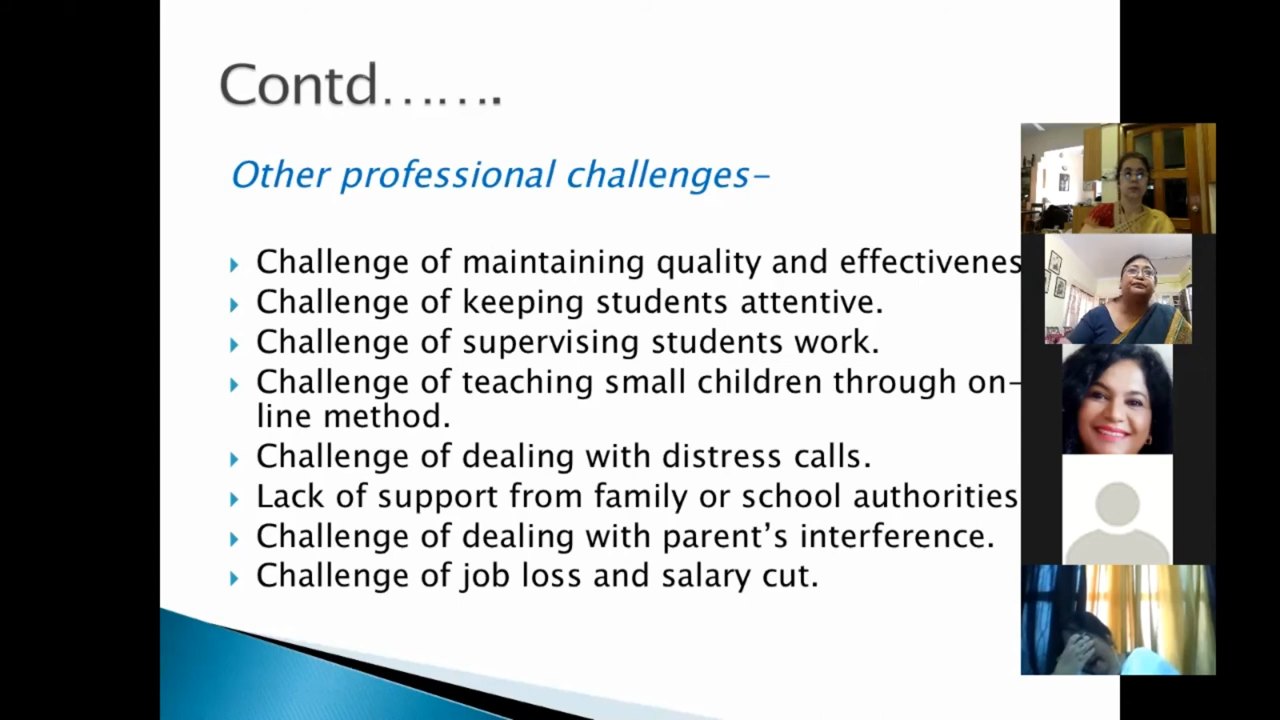 Contd…….
Other professional challenges-
Challenge of maintaining quality and effectivenes
Challenge of keeping students attentive.
Challenge of supervising students work.
Challenge of teaching small children through on-
line method.
Challenge of dealing with distress calls.
Lack of support from family or school authorities
Challenge of dealing with parent’s interference.
Challenge of job loss and salary cut.